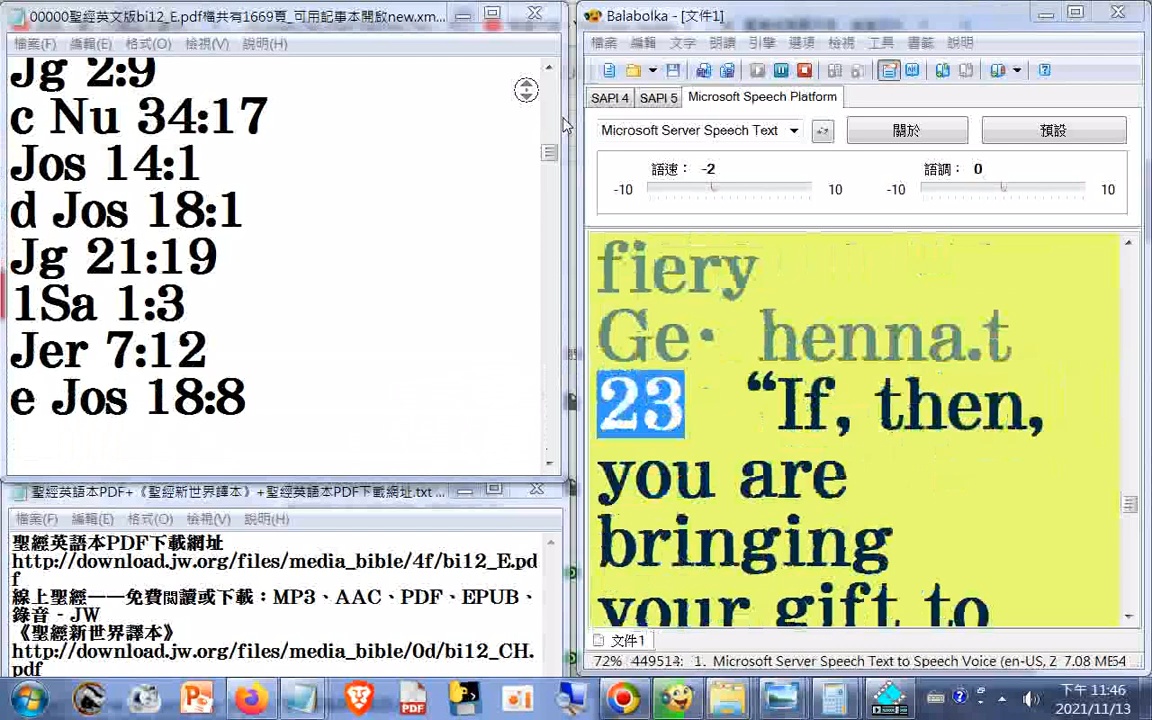 00000聖經英文版bi12_E.pdf檔共有1669頁_可用記事本開啟new.xm...
檔案(F) 編輯(E) 格式(O) 檢視(V) 說明(H)
Jg 2:9
c Nu 34:17
Jos 14:1
d Jos 18:1
Jg 21:19
1Sa 1:3
Jer 7:12
e Jos 18:8
聖經英語本PDF+《聖經新世界譯本》+聖經英語本PDF下載網址.txt ...
檔案(F) 編輯(E) 格式(O) 檢視(V) 說明(H)
聖經英語本PDF下載網址
http://download.jw.org/files/media_bible/4f/bi12_E.pd
f
線上聖經──免費閱讀或下載：MP3、AAC、PDF、EPUB、
錄音 - JW
《聖經新世界譯本》
http://download.jw.org/files/media_bible/0d/bi12_CH.
pdf
Balabolka - [文件1]
檔案 編輯 文字 朗讀 引擎 選項 檢視 工具 書籤 說明
SAPI 4 SAPI 5 Microsoft Speech Platform
Microsoft Server Speech Text 關於 預設
語速： -2 語調： 0
-10 10 -10 10
fiery
Ge· henna.t
23 “If, then,
you are
bringing
your gift to
文件1
72% 449514: 1. Microsoft Server Speech Text to Speech Voice (en-US, Z 7.08 ME54
PDF
下午 11:46
2021/11/13